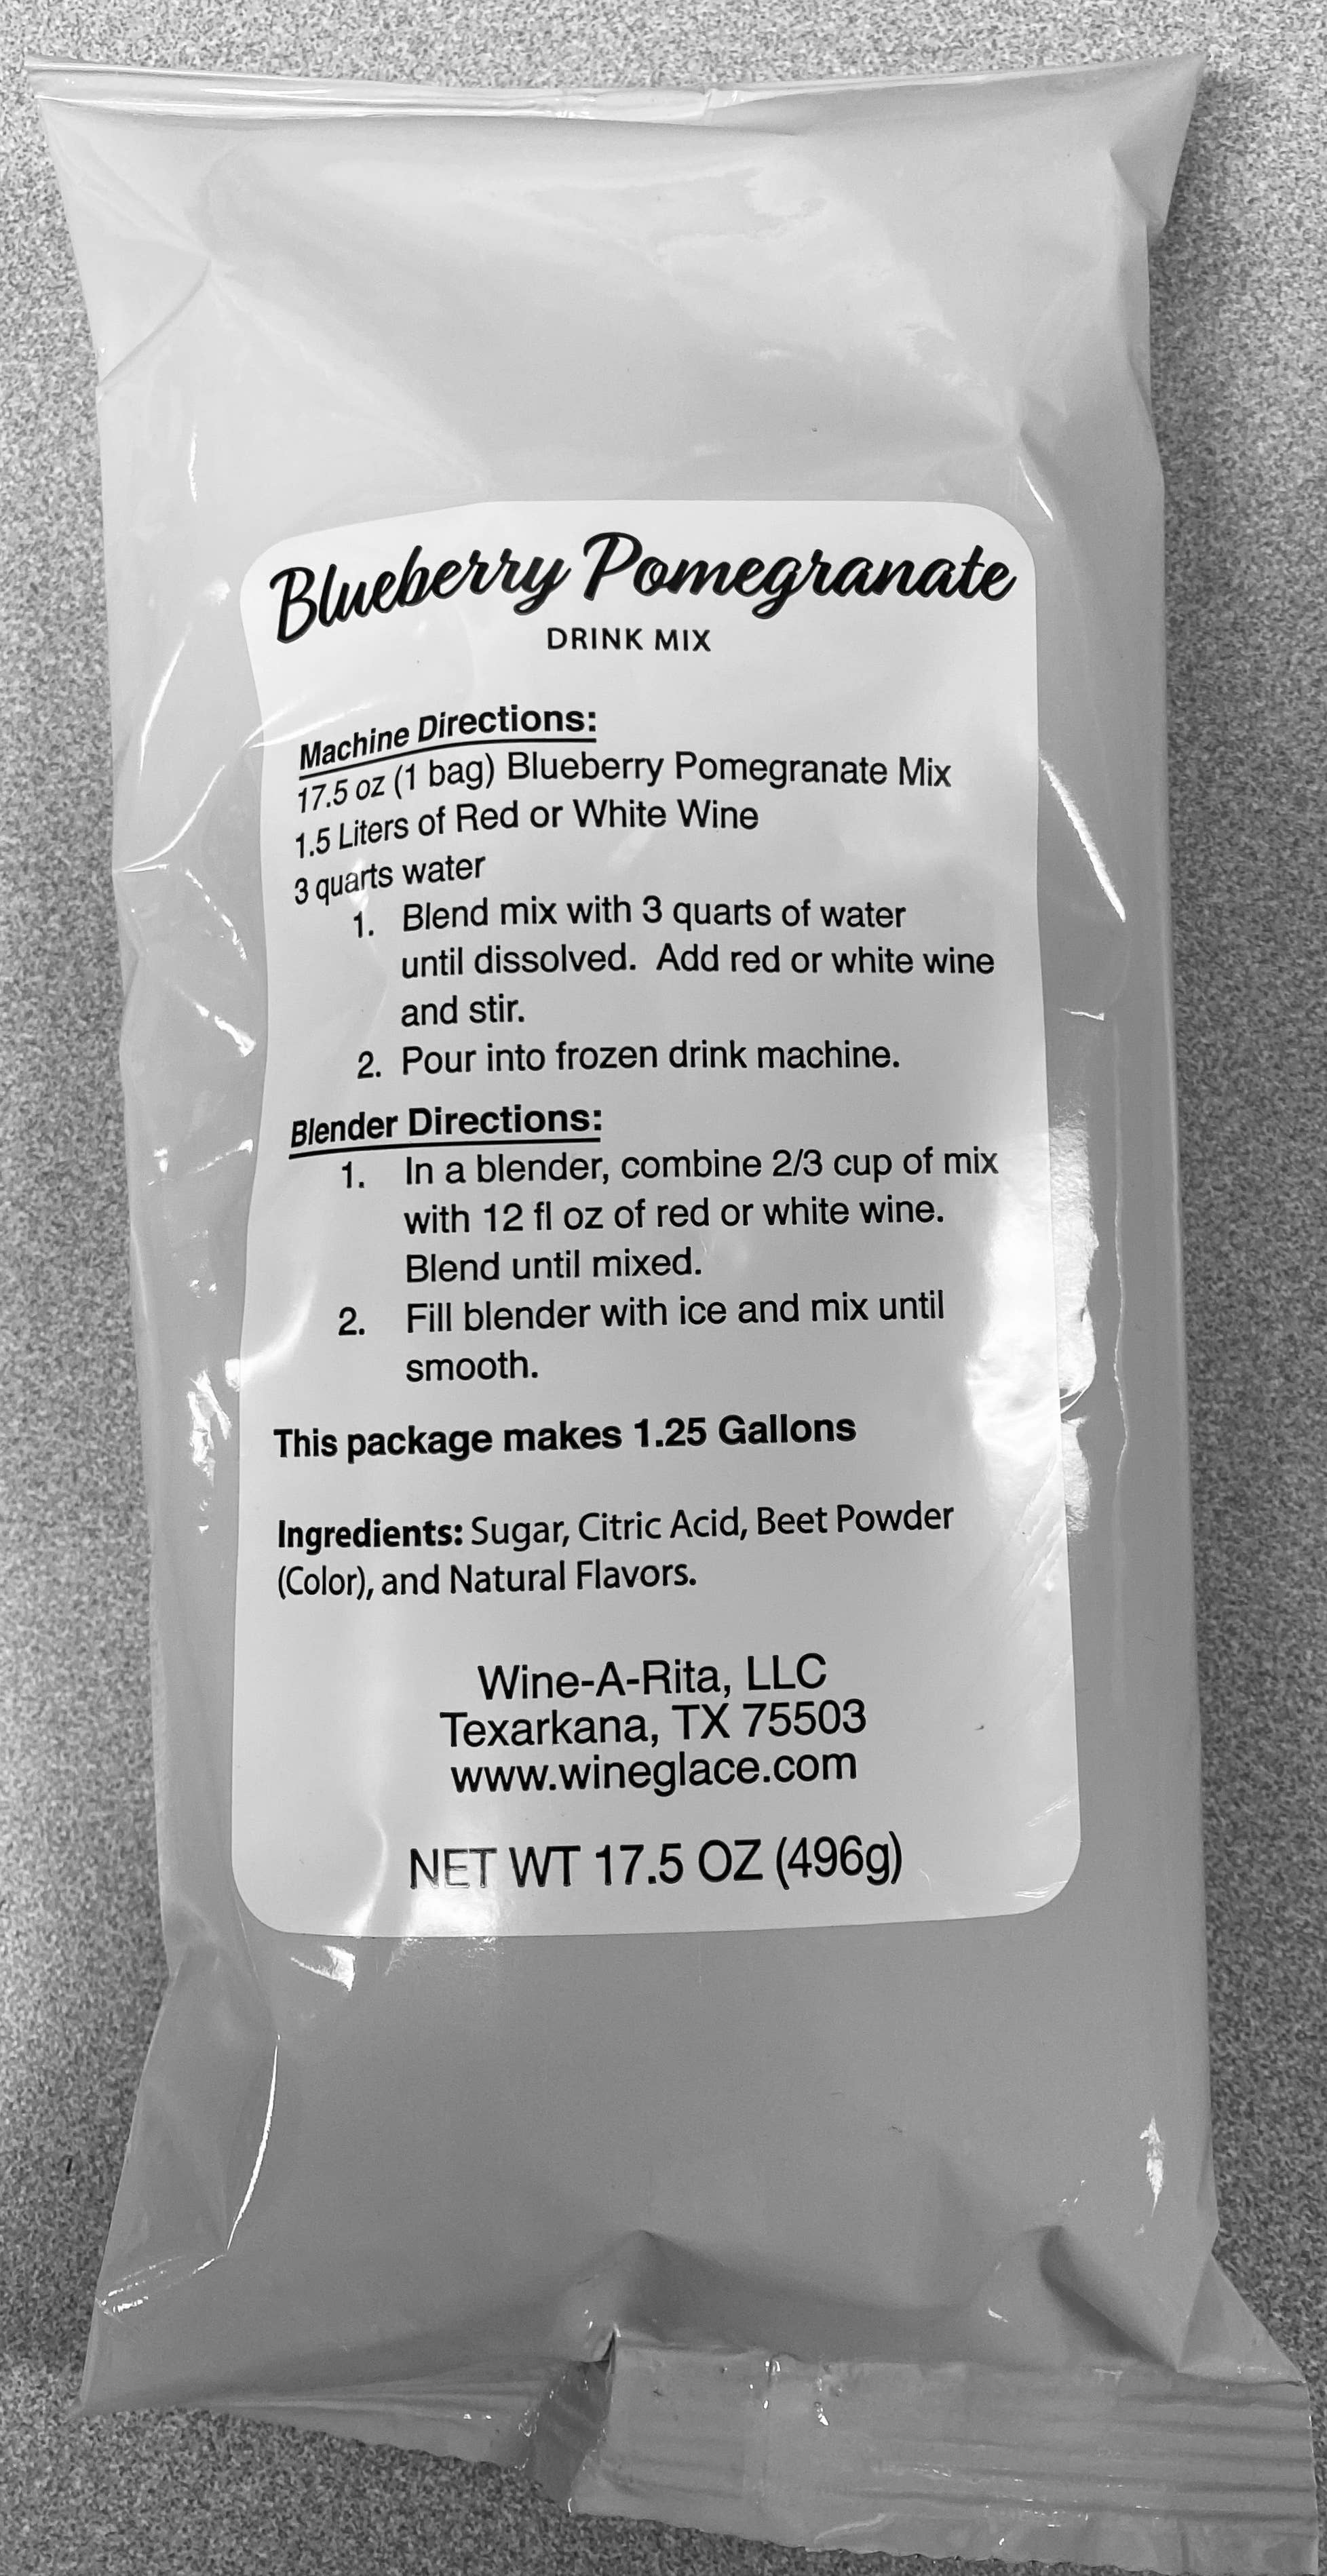 Blueberry Pomegranate
DRINK MIX
Machine Directions:
17.5 oz (1 bag) Blueberry Pomegranate Mix
1.5 Liters of Red or White Wine
3 quarts water
1. Blend mix with 3 quarts of water
until dissolved. Add red or white wine
and stir.
2. Pour into frozen drink machine.
Blender Directions:
1. In a blender, combine 2/3 cup of mix
with 12 fl oz of red or white wine.
Blend until mixed.
2. Fill blender with ice and mix until
smooth.
This package makes 1.25 Gallons
Ingredients: Sugar, Citric Acid, Beet Powder
(Color), and Natural Flavors.
Wine-A-Rita, LLC
Texarkana, TX 75503
www.wineglace.com
NET WT 17.5 OZ (496g)